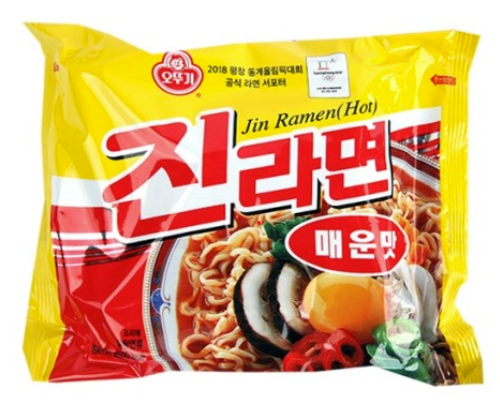 오뚜기
2018 평창 동계올림픽대회
공식 라면 서포터
Jin Ramen(Hot)
진라면
매운맛